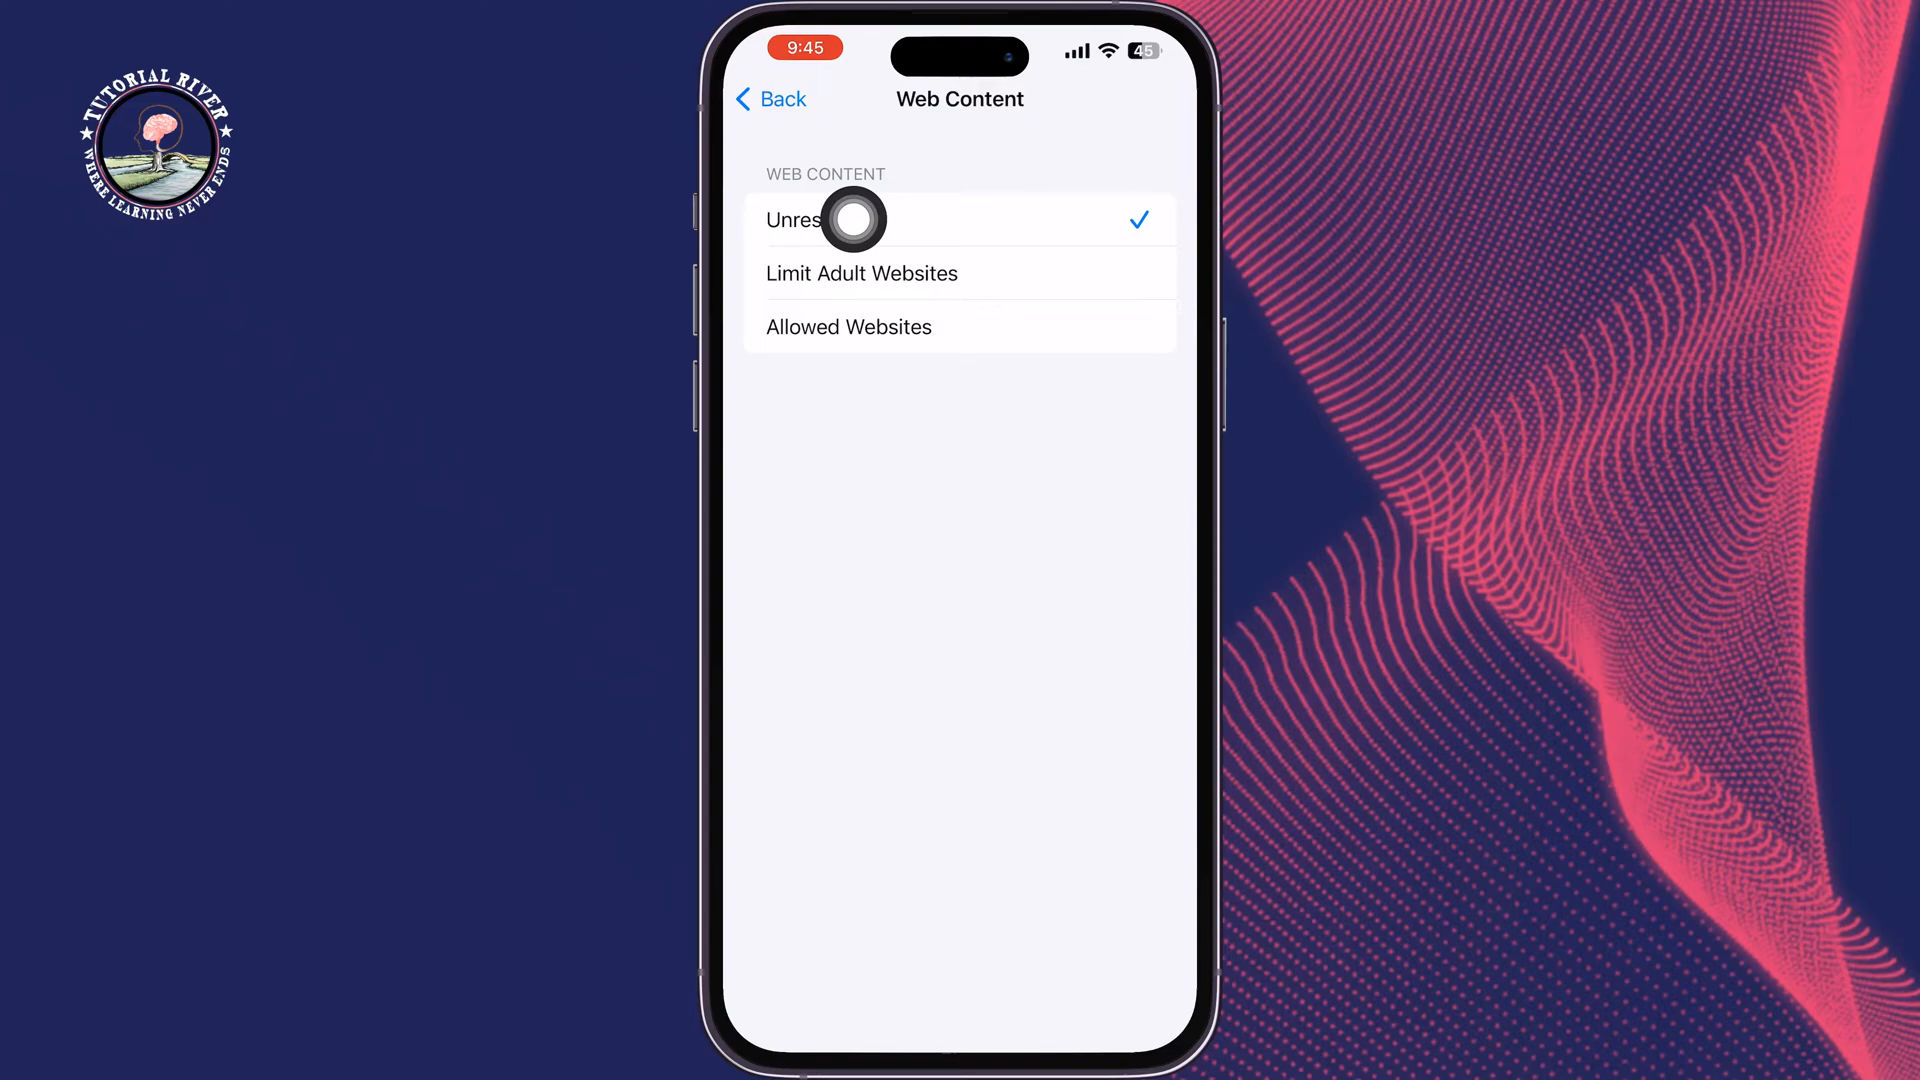 TUTORIAL RIVER
WHERE LEARNING NEVER ENDS
9:45
45
Back
Web Content
WEB CONTENT
Unres
Limit Adult Websites
Allowed Websites